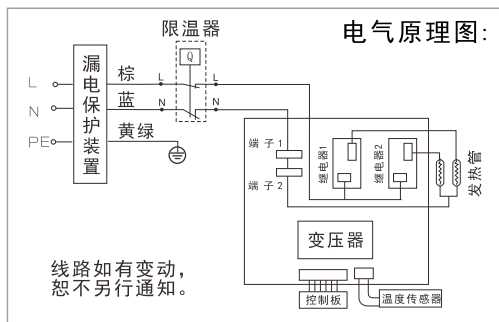 电气原理图:
限温器
Q
L
N
PE
漏电保护装置
棕
蓝
黄绿
L
N
L
N
端子1
端子2
继电器1
继电器2
发热管
变压器
控制板
温度传感器
线路如有变动,
恕不另行通知。